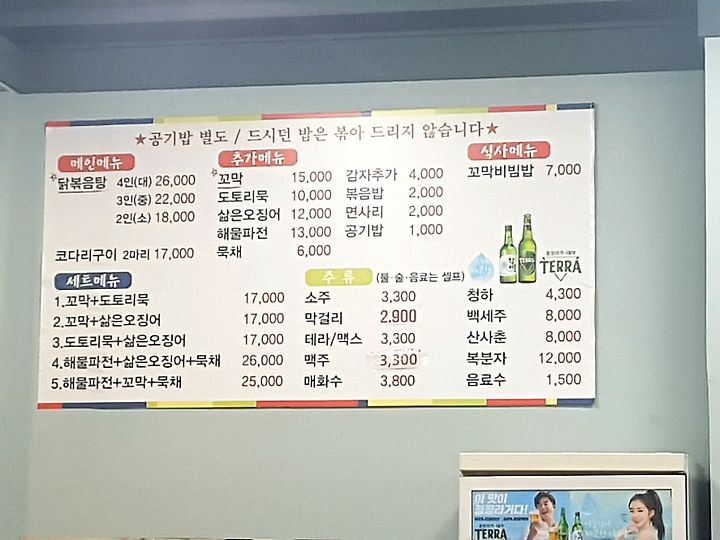 ★공기밥 별도 / 드시던 밥은 볶아 드리지 않습니다★
메인메뉴
닭볶음탕 4인(대) 26,000
3인(중) 22,000
2인(소) 18,000
코다리구이 2마리 17,000
추가메뉴
꼬막 15,000 감자추가 4,000
도토리묵 10,000 볶음밥 2,000
삶은오징어 12,000 면사리 2,000
해물파전 13,000 공기밥 1,000
묵채 6,000
식사메뉴
꼬막비빔밥 7,000
세트메뉴
1.꼬막+도토리묵 17,000
2.꼬막+삶은오징어 17,000
3.도토리묵+삶은오징어 17,000
4.해물파전+삶은오징어+묵채 26,000
5.해물파전+꼬막+묵채 25,000
주 류 (물·술·음료는 셀프)
소주 3,300
막걸리 2,900
테라/맥스 3,300
맥주 3,300
매화수 3,800
TERRA
청하 4,300
백세주 8,000
산사춘 8,000
복분자 12,000
음료수 1,500
이 맛이
청정라거다!
TERRA